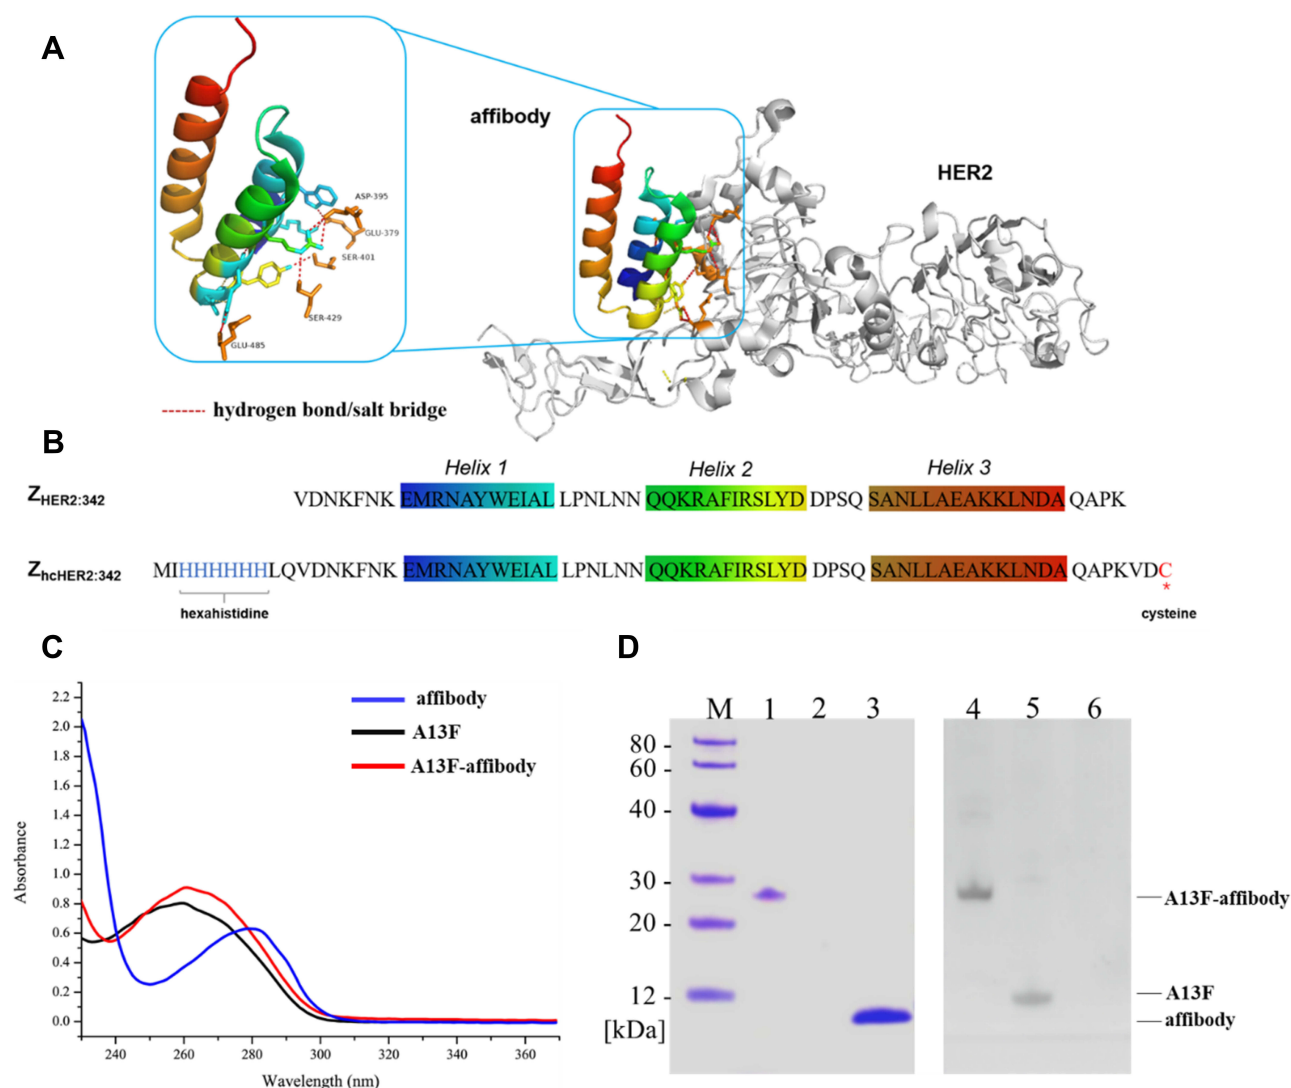 A
affibody
HER2
ASP-395
GLU-379
SER-401
SER-429
GLU-485
hydrogen bond/salt bridge
B
Helix 1 Helix 2 Helix 3
ZHER2:342 VDNKFNK EMRNAYWEIAL LPNLNN QQKRAFIRSLYD DPSQ SANLLAEAKKLNDA QAPK
ZhcHER2:342 MIHHHHHHLQVDNKFNK EMRNAYWEIAL LPNLNN QQKRAFIRSLYD DPSQ SANLLAEAKKLNDA QAPKVDC
*
hexahistidine cysteine
C
affibody
A13F
A13F-affibody
2.2
2.0
1.8
1.6
1.4
1.2
1.0
0.8
0.6
0.4
0.2
0.0
Absorbance
240 260 280 300 320 340 360
Wavelength (nm)
D
M 1 2 3 4 5 6
80
60
40
30
20
12
[kDa]
A13F-affibody
A13F
affibody